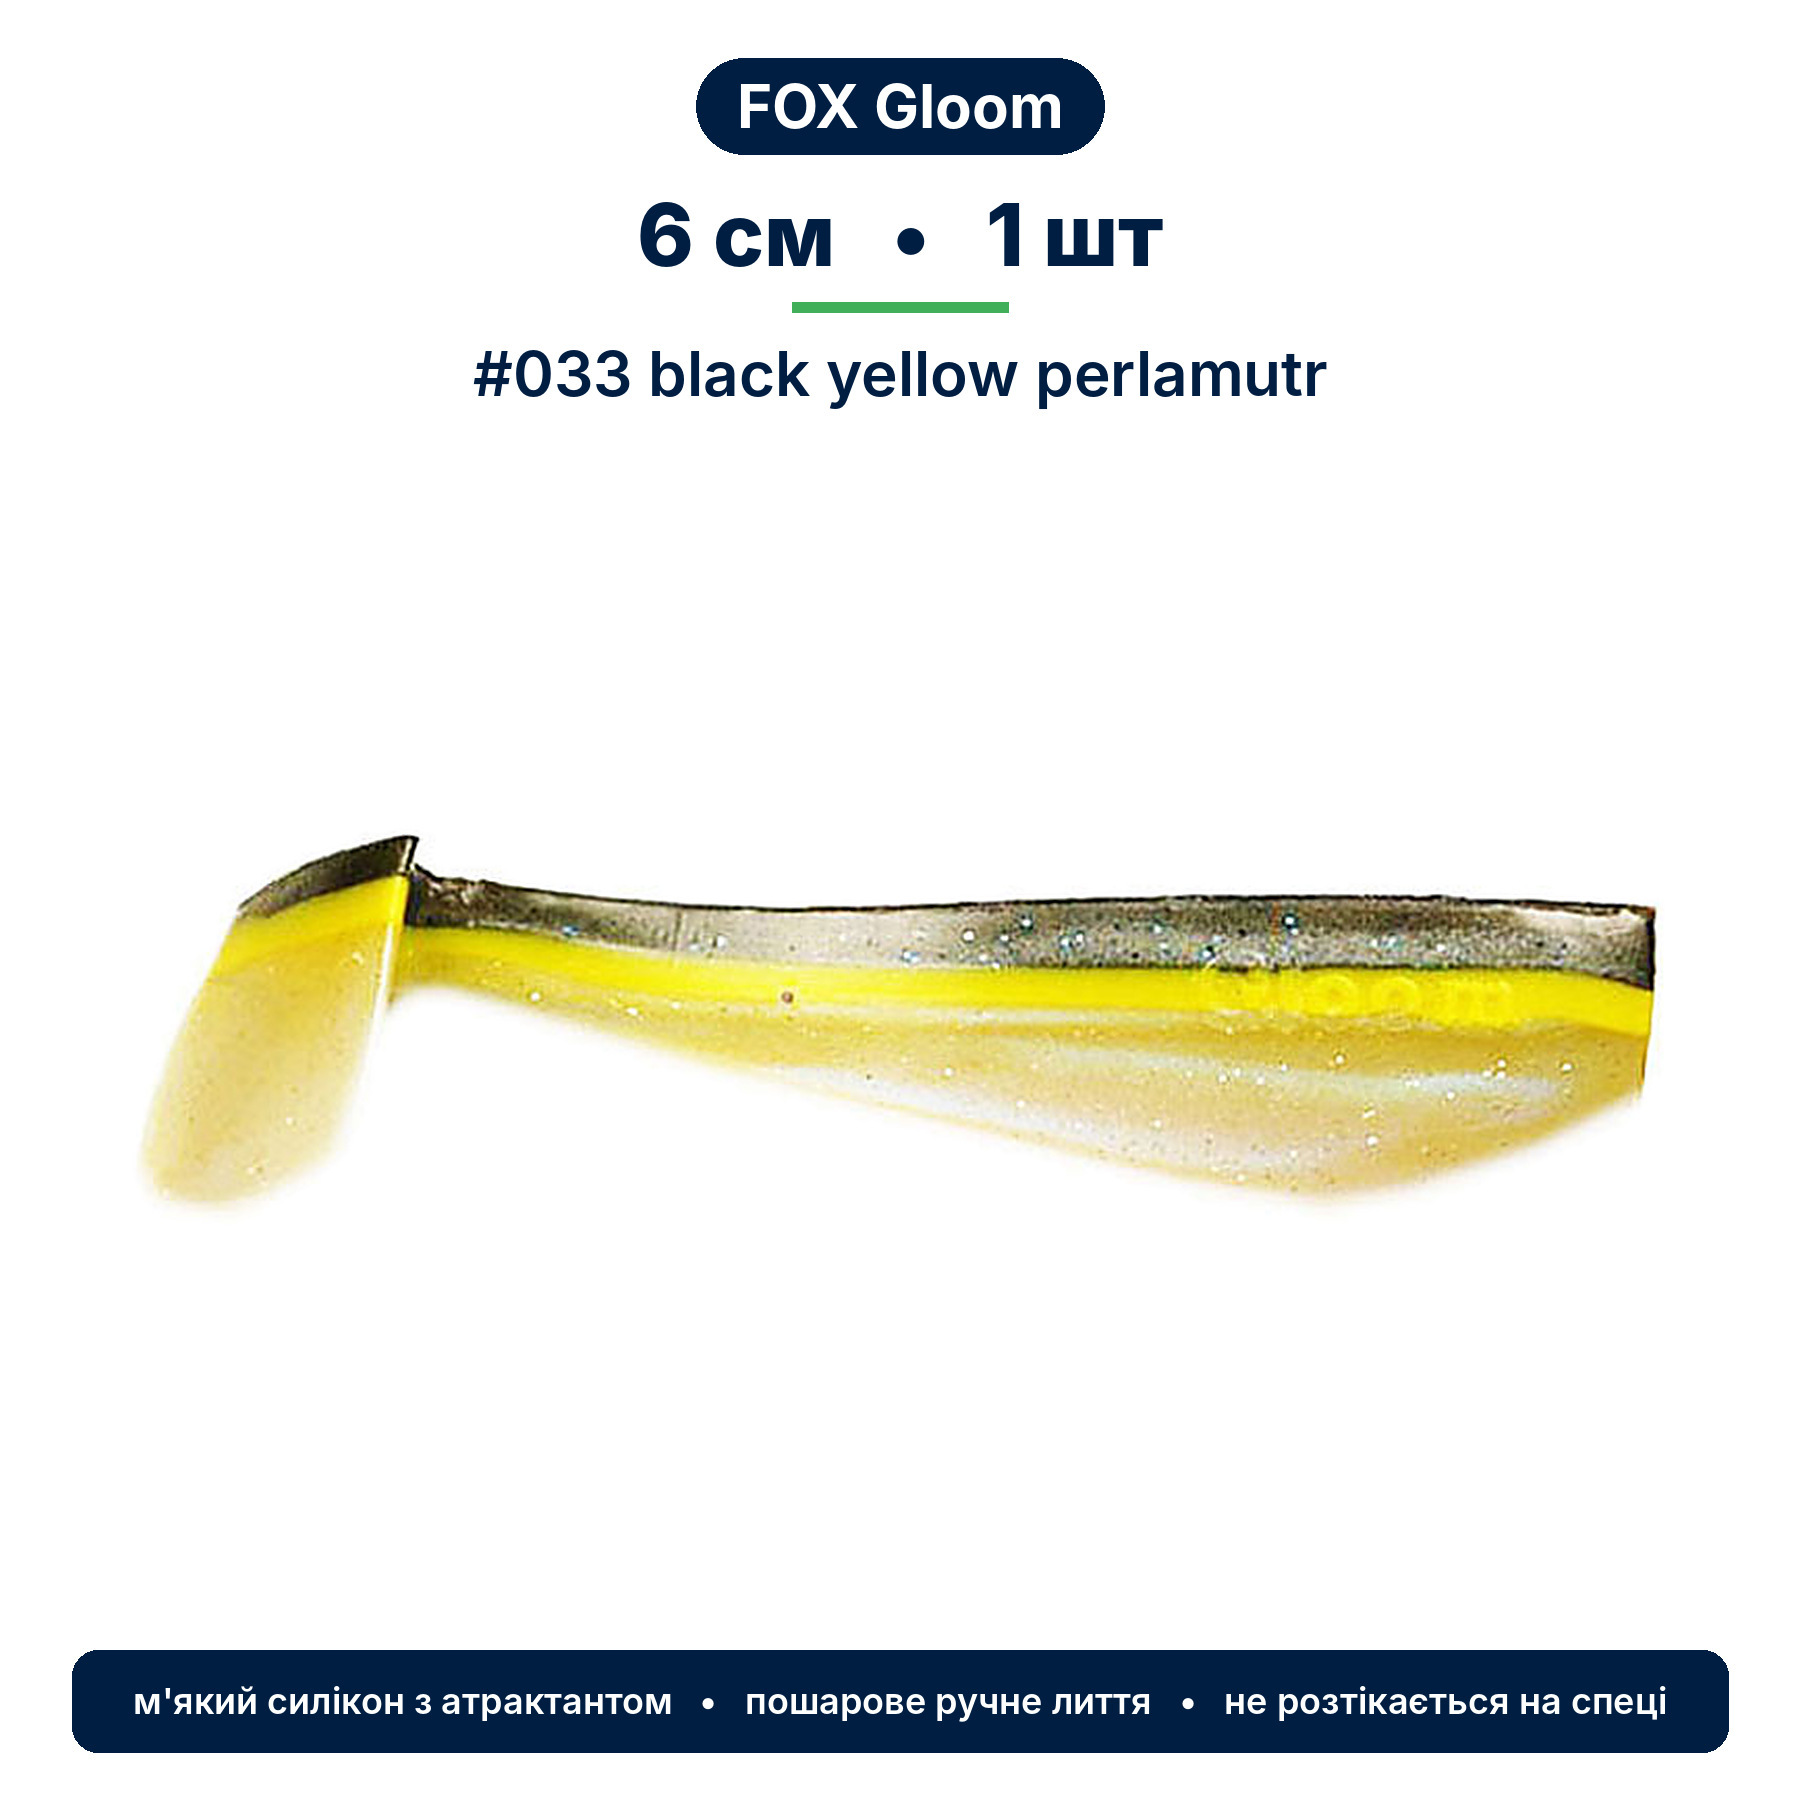 FOX Gloom
6 см • 1 шт
#033 black yellow perlamutr
Gloom
м'який силікон з атрактантом • пошарове ручне лиття • не розтікається на спеці